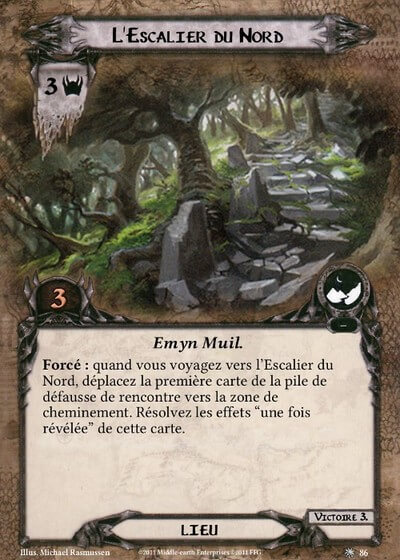 L'Escalier du Nord
3
3
Emyn Muil.
Forcé : quand vous voyagez vers l'Escalier du
Nord, déplacez la première carte de la pile de
défausse de rencontre vers la zone de
cheminement. Résolvez les effets “une fois
révélée” de cette carte.
Victoire 3.
LIEU
Illus. Michael Rasmussen
©2011 Middle-earth Enterprises ©2011 FFG
86